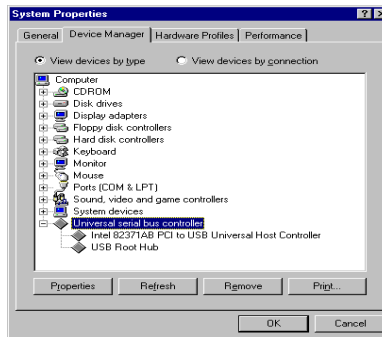 System Properties
General Device Manager Hardware Profiles Performance
View devices by type View devices by connection
Computer
CDROM
Disk drives
Display adapters
Floppy disk controllers
Hard disk controllers
Keyboard
Monitor
Mouse
Ports (COM & LPT)
Sound, video and game controllers
System devices
Universal serial bus controller
Intel 82371AB PCI to USB Universal Host Controller
USB Root Hub
Properties Refresh Remove Print...
OK Cancel